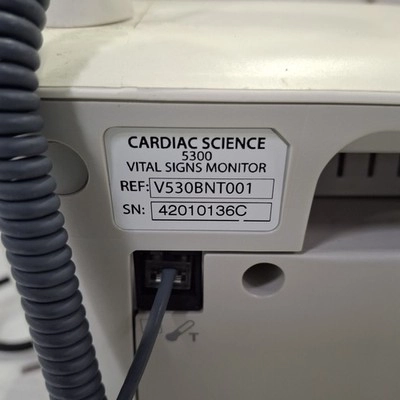 CARDIAC SCIENCE
5300
VITAL SIGNS MONITOR
REF: V530BNT001
SN: 42010136C
T